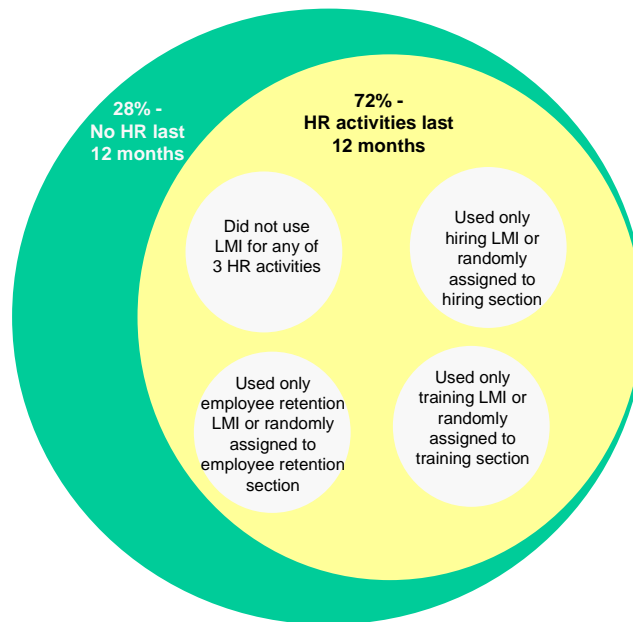 28% -
No HR last
12 months
72% -
HR activities last
12 months
Did not use
LMI for any of
3 HR activities
Used only
hiring LMI or
randomly
assigned to
hiring section
Used only
employee retention
LMI or randomly
assigned to
employee retention
section
Used only
training LMI or
randomly
assigned to
training section